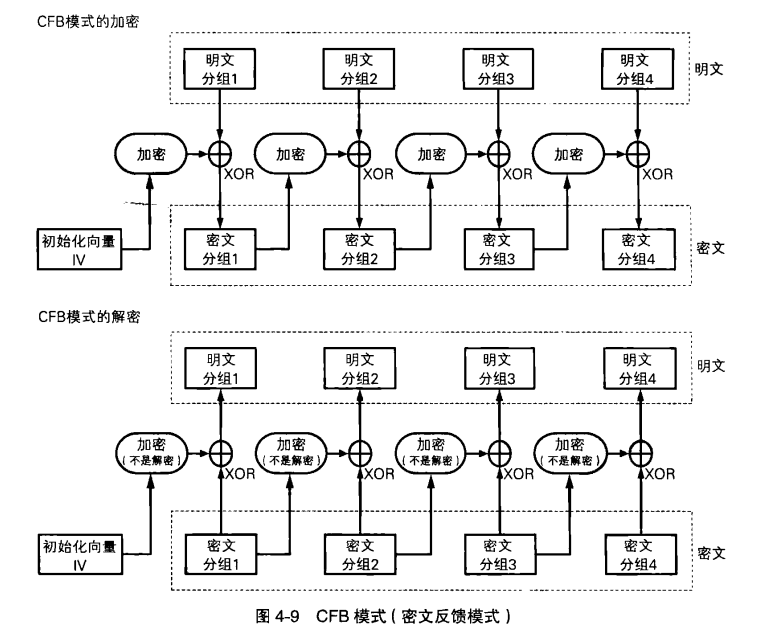 CFB模式的加密
明文
分组1
明文
分组2
明文
分组3
明文
分组4
明文
加密
加密
加密
加密
XOR
XOR
XOR
XOR
初始化向量
IV
密文
分组1
密文
分组2
密文
分组3
密文
分组4
密文
CFB模式的解密
明文
分组1
明文
分组2
明文
分组3
明文
分组4
明文
加密
(不是解密)
加密
(不是解密)
加密
(不是解密)
加密
(不是解密)
XOR
XOR
XOR
XOR
初始化向量
IV
密文
分组1
密文
分组2
密文
分组3
密文
分组4
密文
图 4-9 CFB 模式（密文反馈模式）